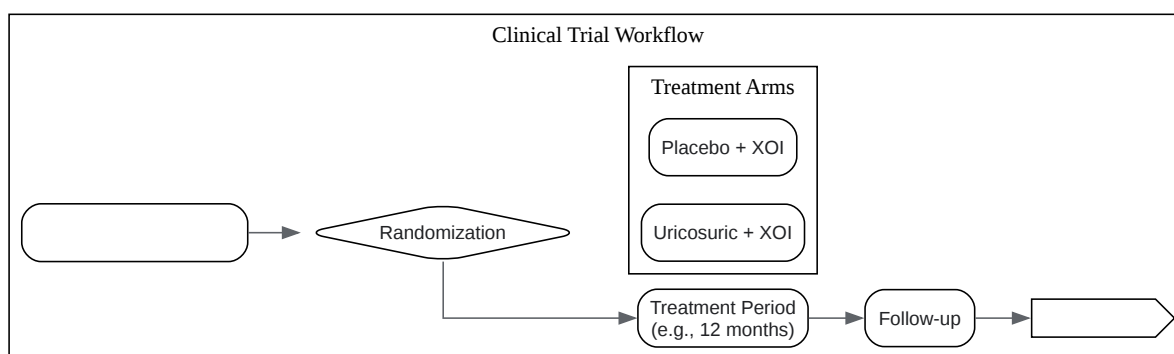 Clinical Trial Workflow
Treatment Arms
Placebo + XOI
Uricosuric + XOI
Randomization
Treatment Period
(e.g., 12 months)
Follow-up